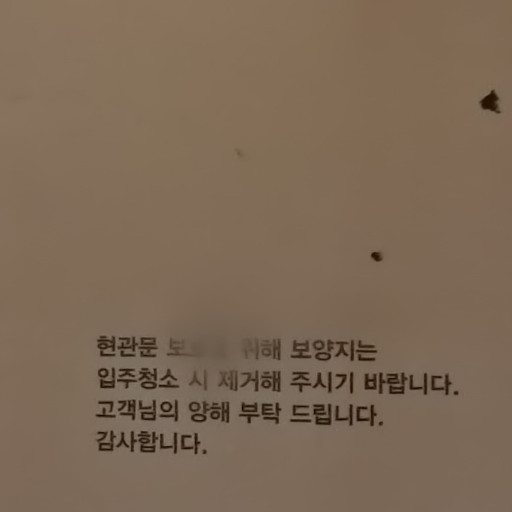 현관문 위해 보양지는
입주청소 시 제거해 주시기 바랍니다.
고객님의 양해 부탁 드립니다.
감사합니다.